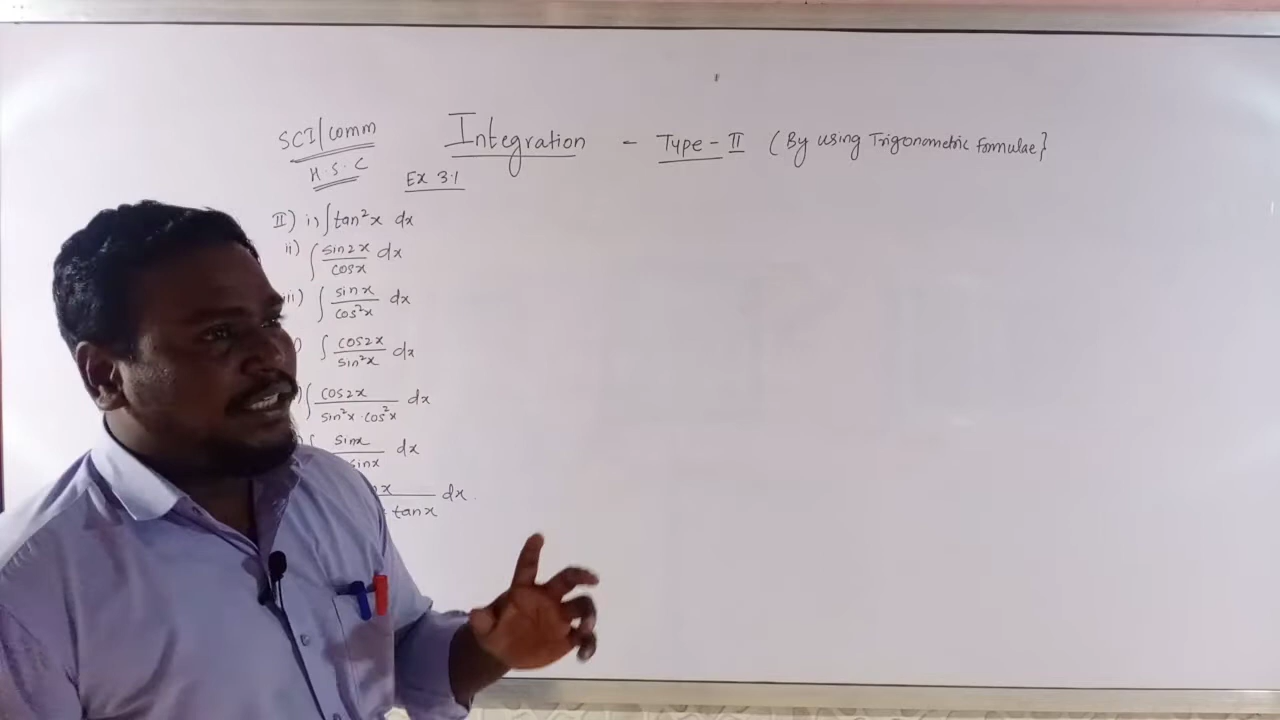 SCI/comm Integration - Type - II (By using Trigonometric Formulae}
H.S.C Ex 3.1
II) i) ∫tan²x dx
ii) ∫ sin2x/cosx dx
iii) ∫ sinx/cos²x dx
) ∫ cos2x/sin²x dx
) ∫ cos2x/sin²x·cos²x dx
sinx/sinx dx
x/tanx dx.